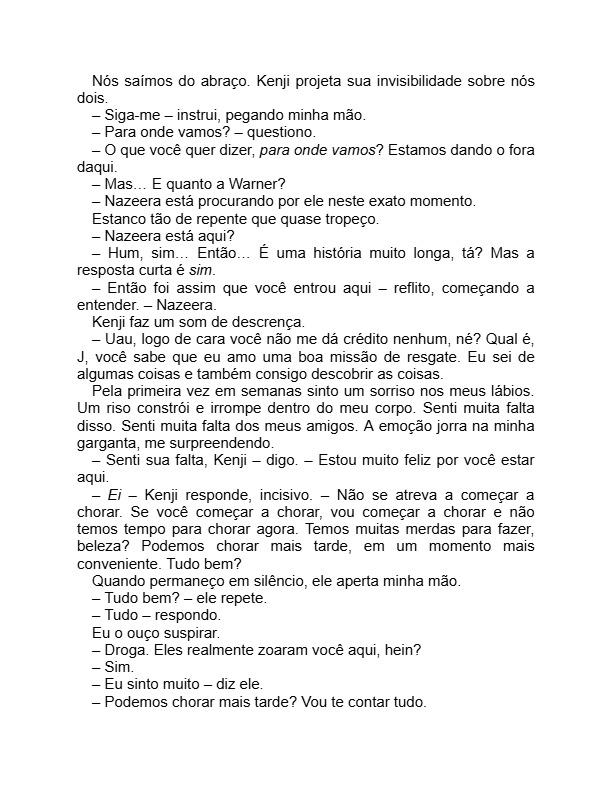 Nós saímos do abraço. Kenji projeta sua invisibilidade sobre nós
dois.
– Siga-me – instrui, pegando minha mão.
– Para onde vamos? – questiono.
– O que você quer dizer, para onde vamos? Estamos dando o fora
daqui.
– Mas… E quanto a Warner?
– Nazeera está procurando por ele neste exato momento.
Estanco tão de repente que quase tropeço.
– Nazeera está aqui?
– Hum, sim… Então… É uma história muito longa, tá? Mas a
resposta curta é sim.
– Então foi assim que você entrou aqui – reflito, começando a
entender. – Nazeera.
Kenji faz um som de descrença.
– Uau, logo de cara você não me dá crédito nenhum, né? Qual é,
J, você sabe que eu amo uma boa missão de resgate. Eu sei de
algumas coisas e também consigo descobrir as coisas.
Pela primeira vez em semanas sinto um sorriso nos meus lábios.
Um riso constrói e irrompe dentro do meu corpo. Senti muita falta
disso. Senti muita falta dos meus amigos. A emoção jorra na minha
garganta, me surpreendendo.
– Senti sua falta, Kenji – digo. – Estou muito feliz por você estar
aqui.
– Ei – Kenji responde, incisivo. – Não se atreva a começar a
chorar. Se você começar a chorar, vou começar a chorar e não
temos tempo para chorar agora. Temos muitas merdas para fazer,
beleza? Podemos chorar mais tarde, em um momento mais
conveniente. Tudo bem?
Quando permaneço em silêncio, ele aperta minha mão.
– Tudo bem? – ele repete.
– Tudo – respondo.
Eu o ouço suspirar.
– Droga. Eles realmente zoaram você aqui, hein?
– Sim.
– Eu sinto muito – diz ele.
– Podemos chorar mais tarde? Vou te contar tudo.